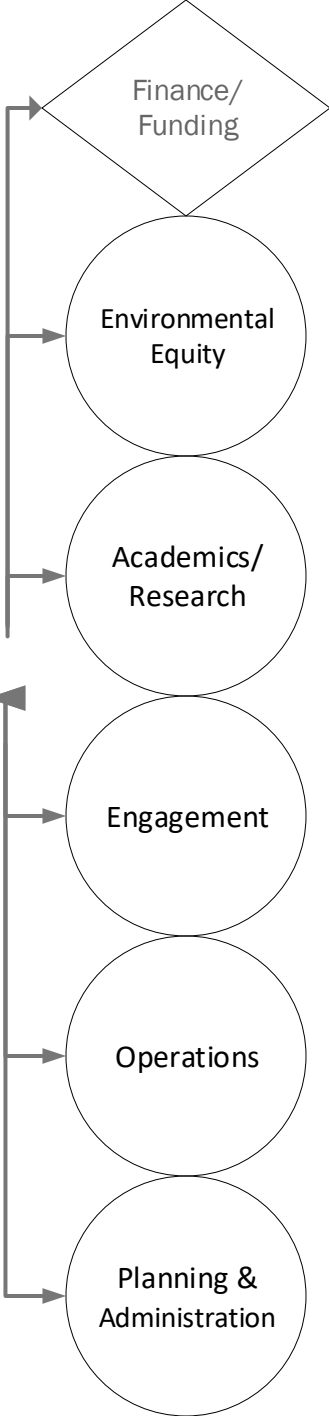 Finance/
Funding
Environmental
Equity
Academics/
Research
Engagement
Operations
Planning &
Administration